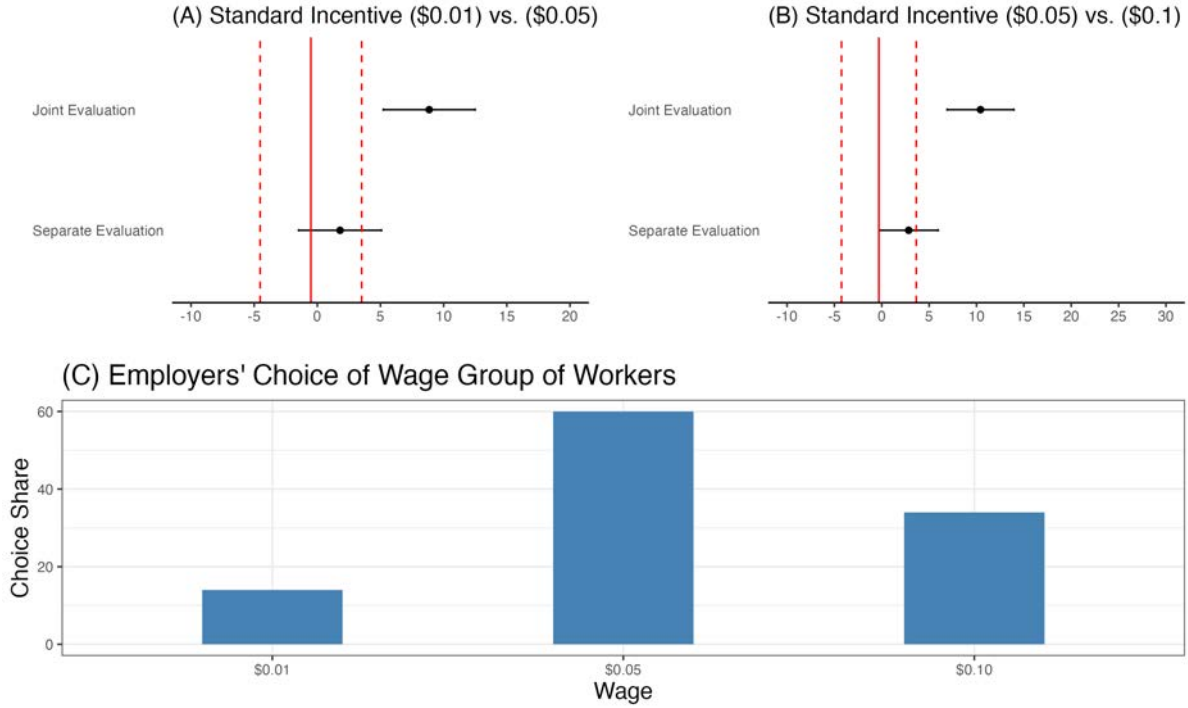 (A) Standard Incentive ($0.01) vs. ($0.05)
Joint Evaluation
Separate Evaluation
-10 -5 0 5 10 15 20
(B) Standard Incentive ($0.05) vs. ($0.1)
Joint Evaluation
Separate Evaluation
-10 -5 0 5 10 15 20 25 30
(C) Employers' Choice of Wage Group of Workers
Choice Share
60
40
20
0
$0.01 $0.05 $0.10
Wage